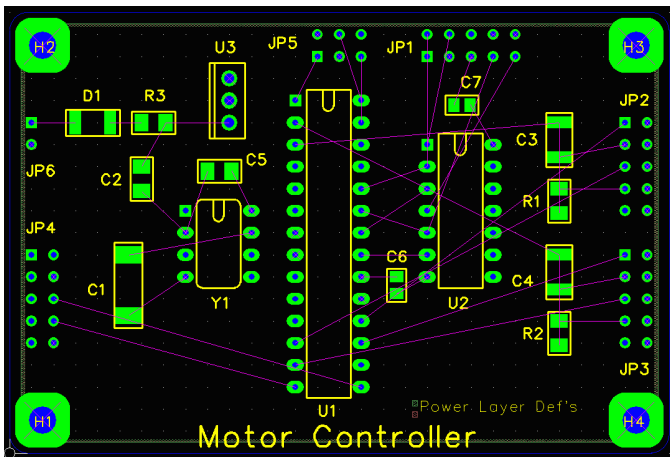 H2
U3
JP5
JP1
H3
D1
R3
C7
JP2
C3
JP6
C2
C5
R1
JP4
C6
C4
C1
Y1
U2
R2
JP3
U1
Power Layer Def's
H1
Motor Controller
H4